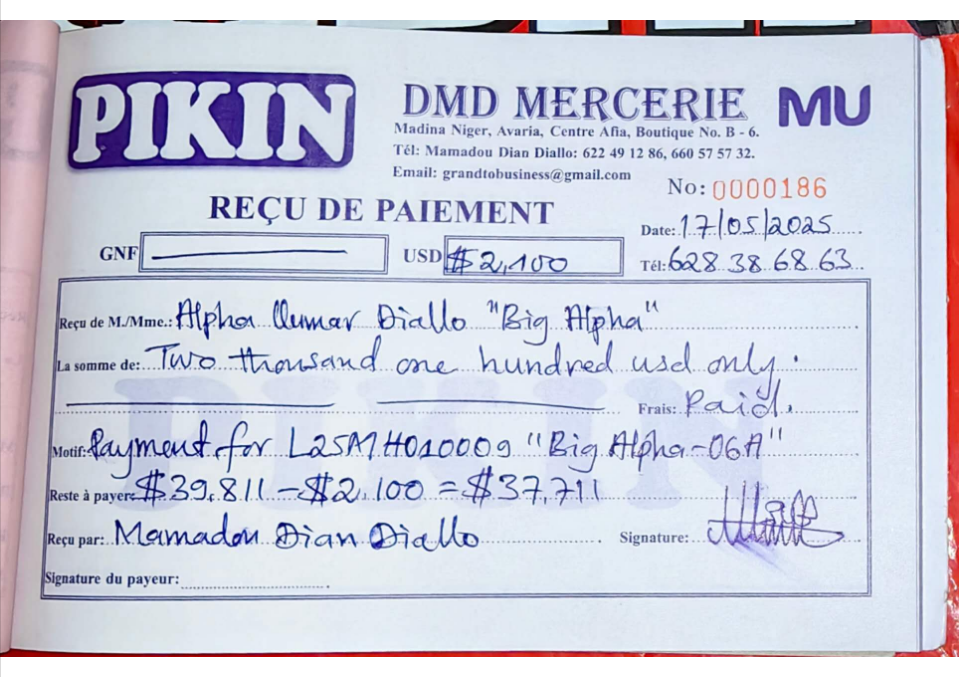 PIKIN
DMD MERCERIE MU
Madina Niger, Avaria, Centre Afia, Boutique No. B - 6.
Tél: Mamadou Dian Diallo: 622 49 12 86, 660 57 57 32.
Email: grandtobusiness@gmail.com
No: 0000186
REÇU DE PAIEMENT
Date: 17/05/2025
GNF USD $2,100
Tél: 628 38 68 63
Reçu de M./Mme.: Alpha Oumar Diallo "Big Alpha"
La somme de: Two thousand one hundred usd only.
Frais: Paid.
Motif: Payment for L25MH010009 "Big Alpha-06A"
Reste à payer: $39,811 - $2,100 = $37,711
Reçu par: Mamadou Dian Diallo Signature:
Signature du payeur: